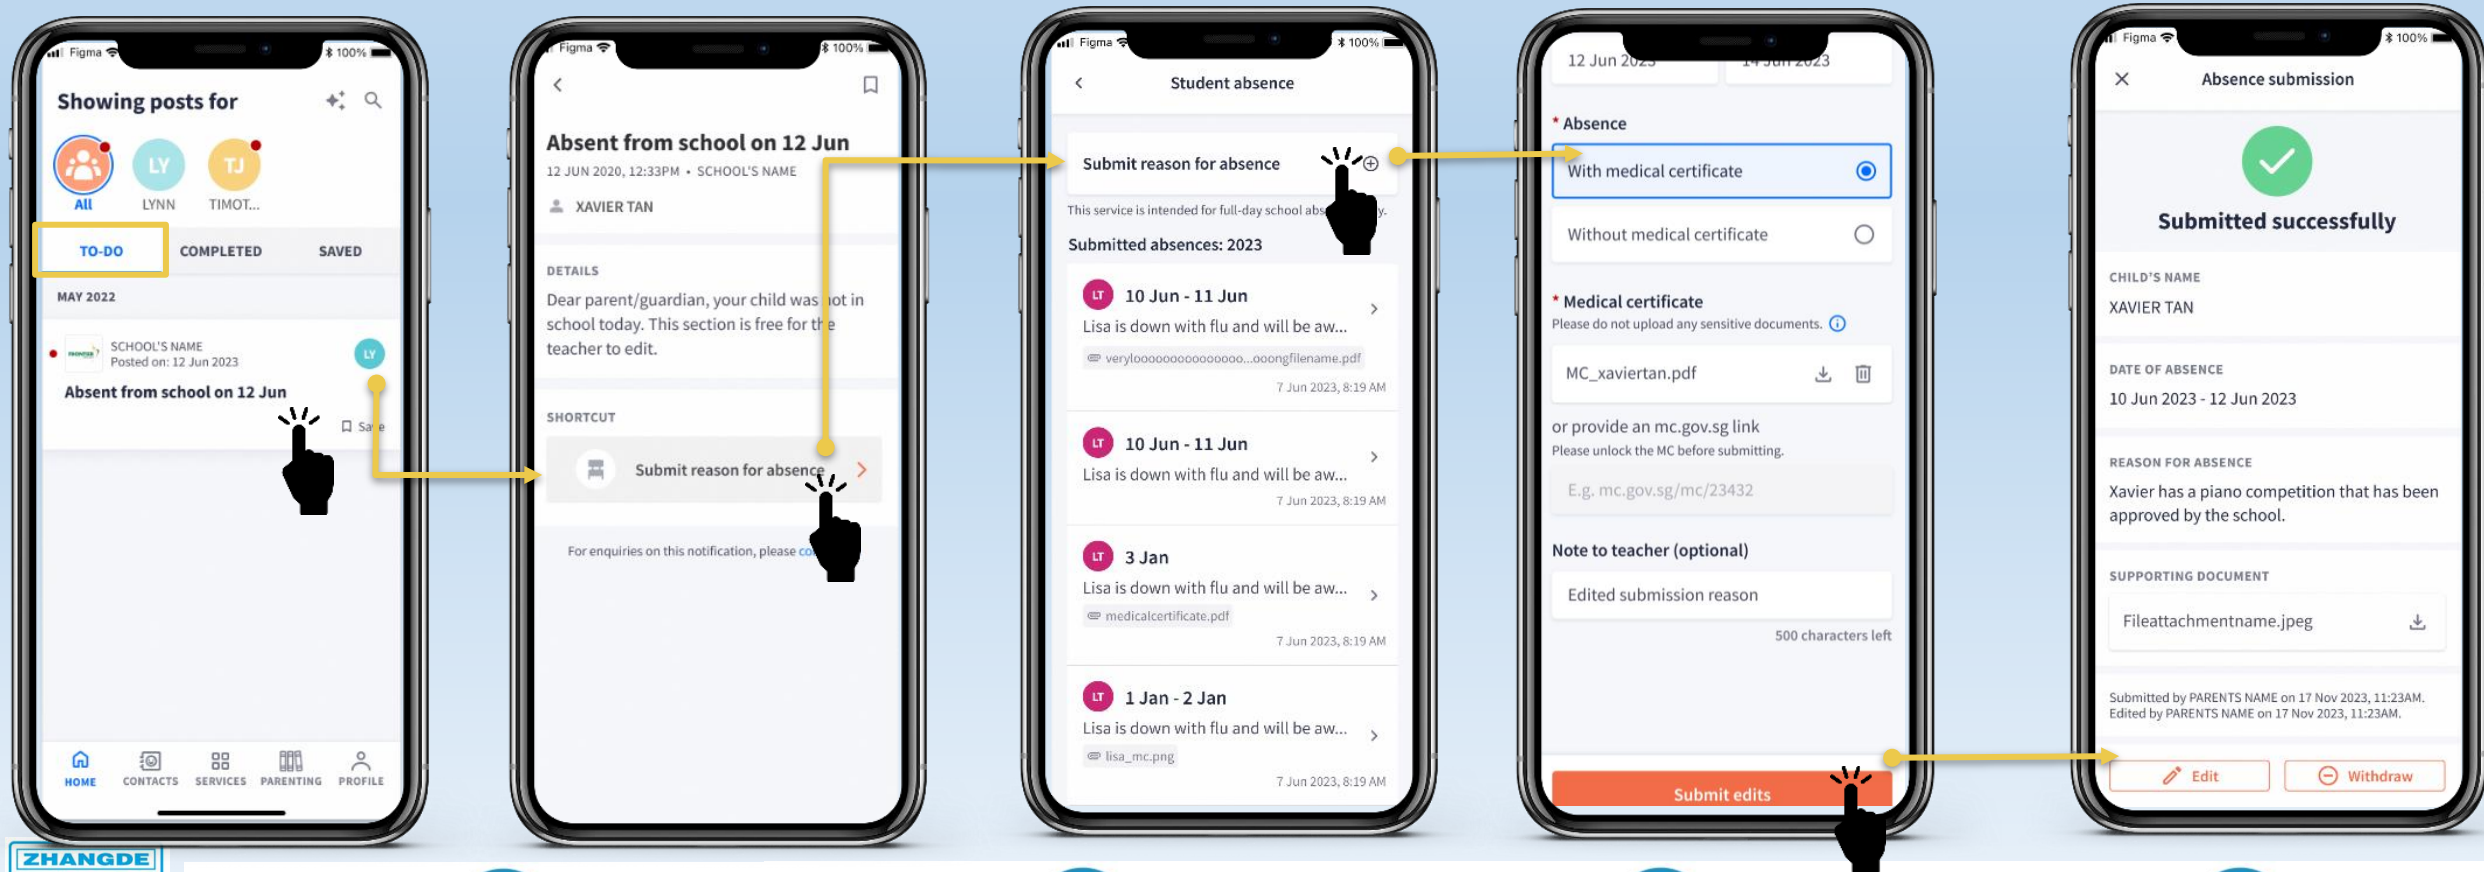 Figma
100%
Showing posts for
LY
TJ
All
LYNN
TIMOT...
TO-DO
COMPLETED
SAVED
MAY 2022
SCHOOL'S NAME
Posted on: 12 Jun 2023
LY
Absent from school on 12 Jun
HOME
CONTACTS
SERVICES
PARENTING
PROFILE
ZHANGDE
Figma
100%
Absent from school on 12 Jun
12 JUN 2020, 12:33PM • SCHOOL'S NAME
XAVIER TAN
DETAILS
Dear parent/guardian, your child was not in
school today. This section is free for the
teacher to edit.
SHORTCUT
Submit reason for absence
For enquiries on this notification, please
Figma
100%
Student absence
Submit reason for absence
This service is intended for full-day school
Submitted absences: 2023
LT
10 Jun - 11 Jun
Lisa is down with flu and will be aw...
verylooooooooooooooo...ooongfilename.pdf
7 Jun 2023, 8:19 AM
LT
10 Jun - 11 Jun
Lisa is down with flu and will be aw...
7 Jun 2023, 8:19 AM
LT
3 Jan
Lisa is down with flu and will be aw...
medicalcertificate.pdf
7 Jun 2023, 8:19 AM
LT
1 Jan - 2 Jan
Lisa is down with flu and will be aw...
lisa_mc.png
7 Jun 2023, 8:19 AM
12 Jun 2023
14 Jun 2023
* Absence
With medical certificate
Without medical certificate
* Medical certificate
Please do not upload any sensitive documents.
MC_xaviertan.pdf
or provide an mc.gov.sg link
Please unlock the MC before submitting.
E.g. mc.gov.sg/mc/23432
Note to teacher (optional)
Edited submission reason
500 characters left
Submit edits
Figma
100%
Absence submission
Submitted successfully
CHILD'S NAME
XAVIER TAN
DATE OF ABSENCE
10 Jun 2023 - 12 Jun 2023
REASON FOR ABSENCE
Xavier has a piano competition that has been
approved by the school.
SUPPORTING DOCUMENT
Fileattachmentname.jpeg
Submitted by PARENTS NAME on 17 Nov 2023, 11:23AM.
Edited by PARENTS NAME on 17 Nov 2023, 11:23AM.
Edit
Withdraw